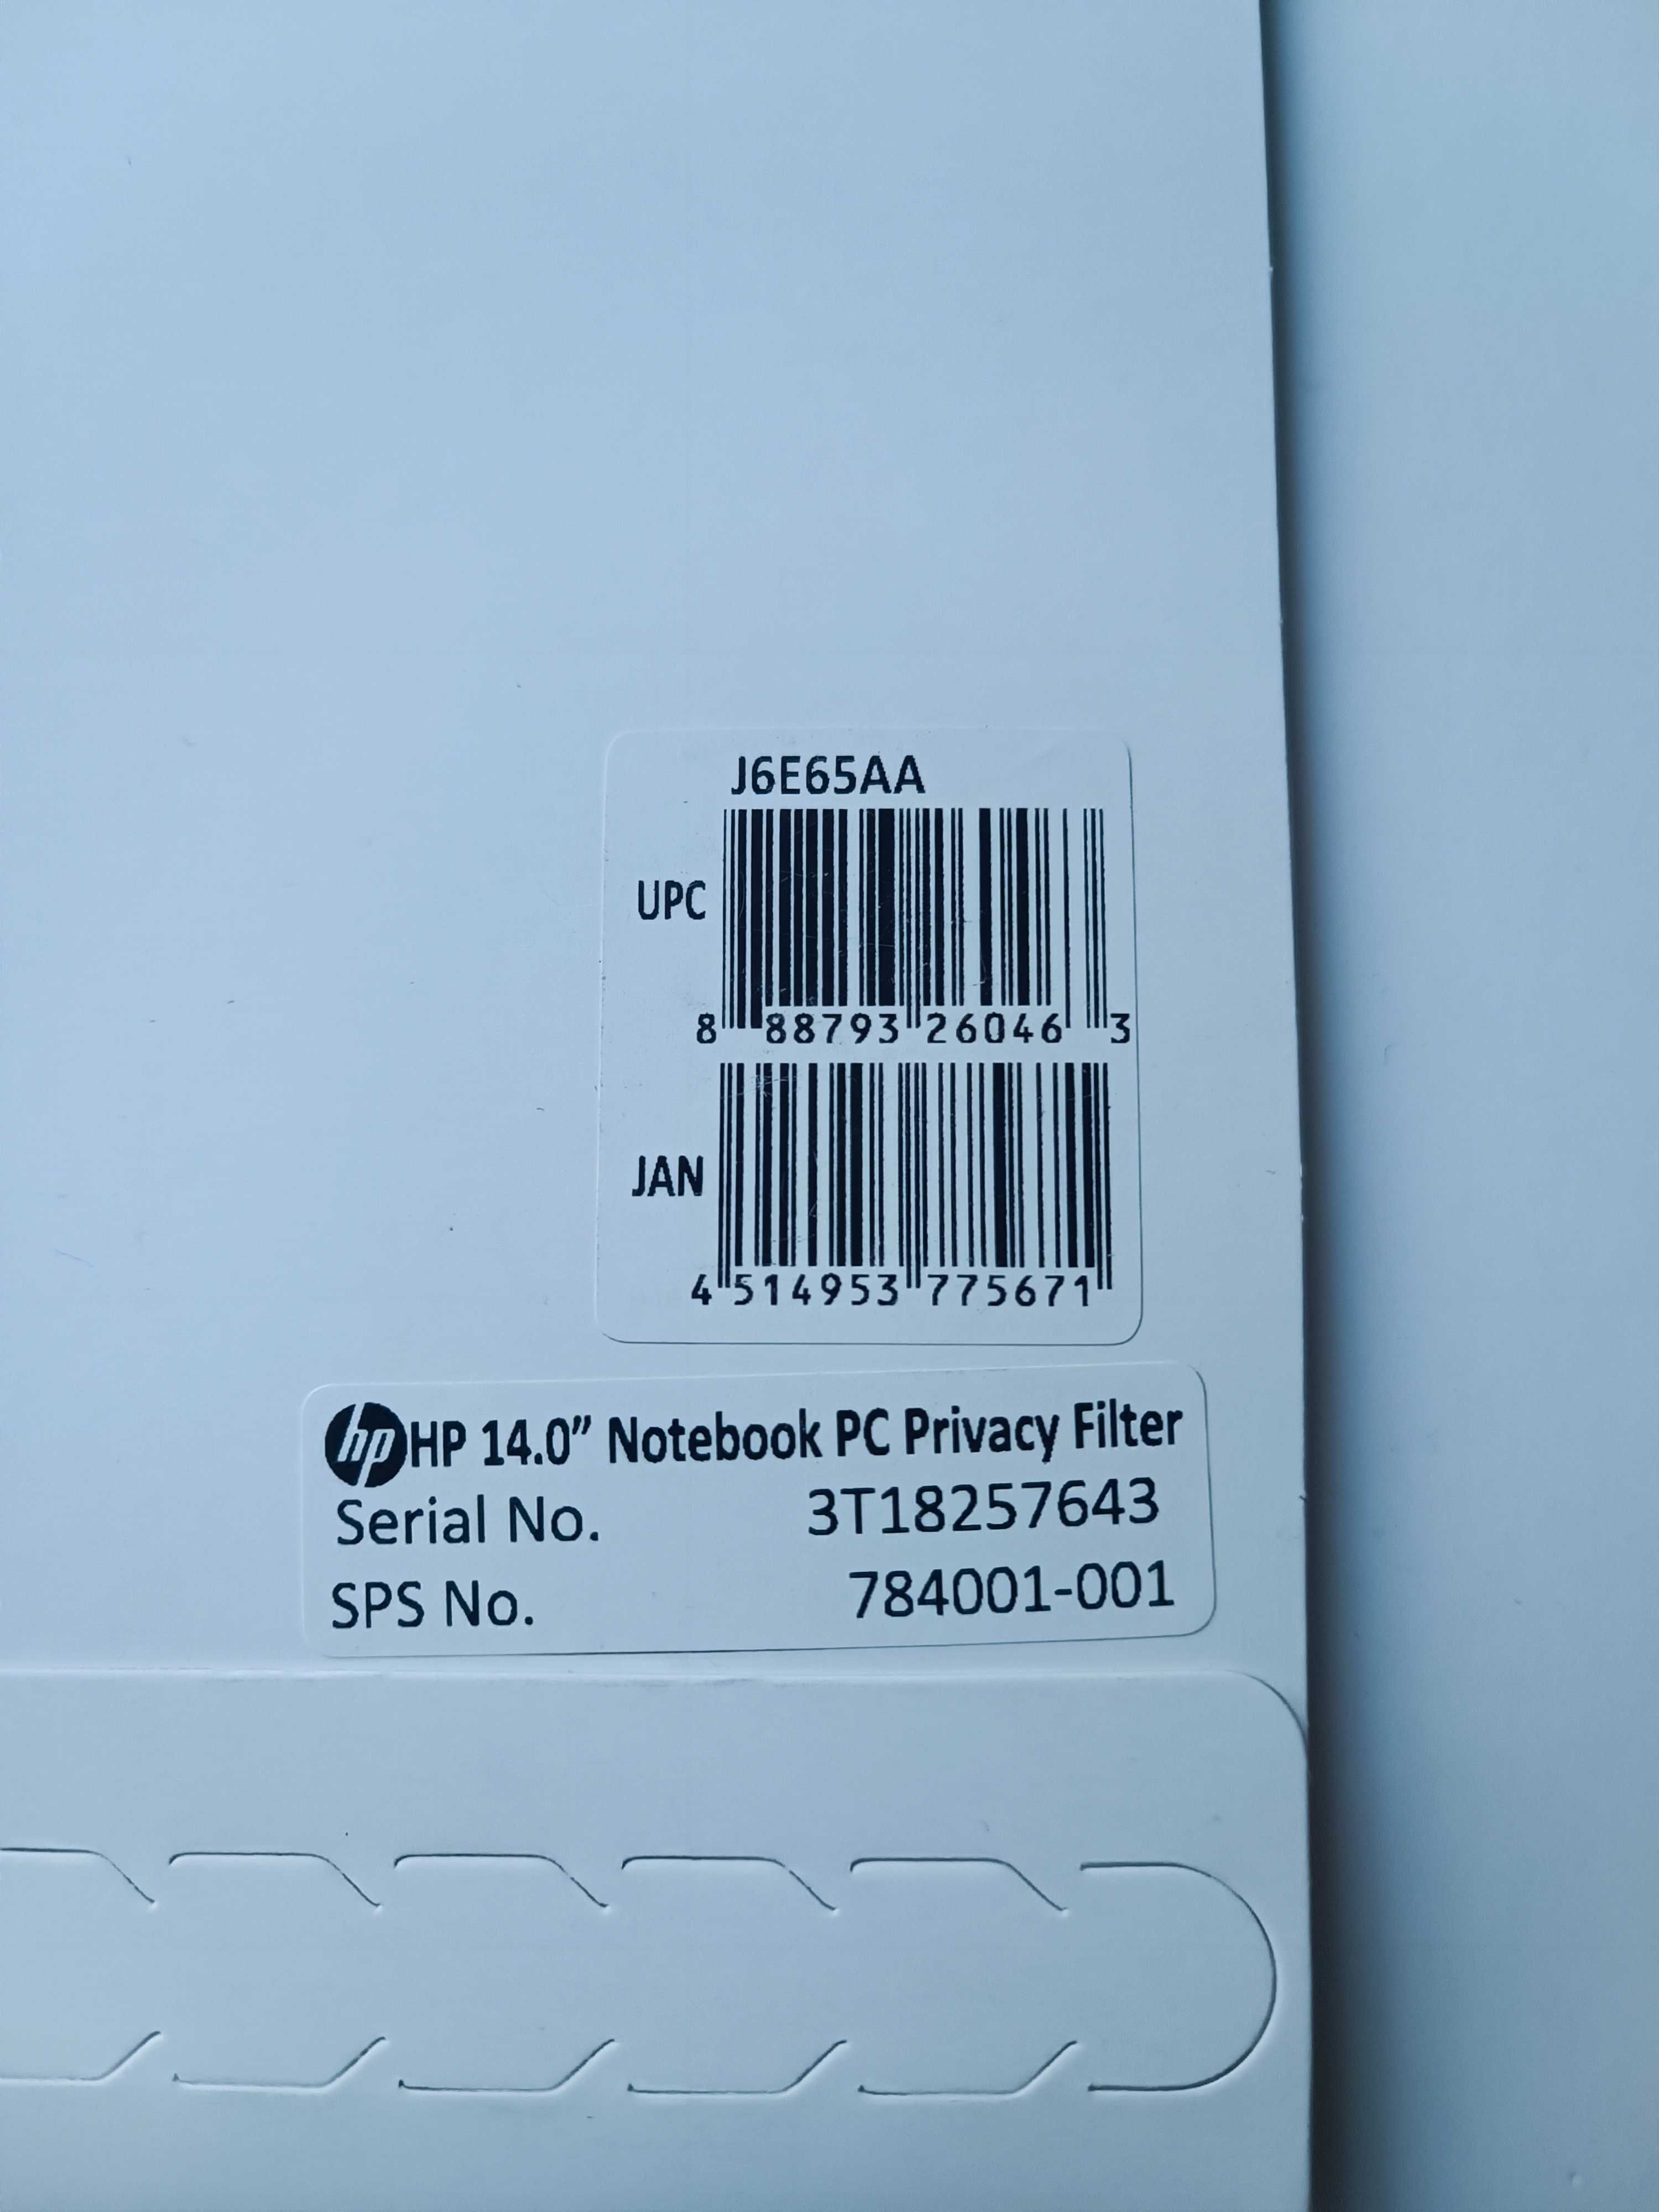 J6E65AA
UPC
8 88793 26046 3
JAN
4 514953 775671
hp HP 14.0” Notebook PC Privacy Filter
Serial No. 3T18257643
SPS No. 784001-001